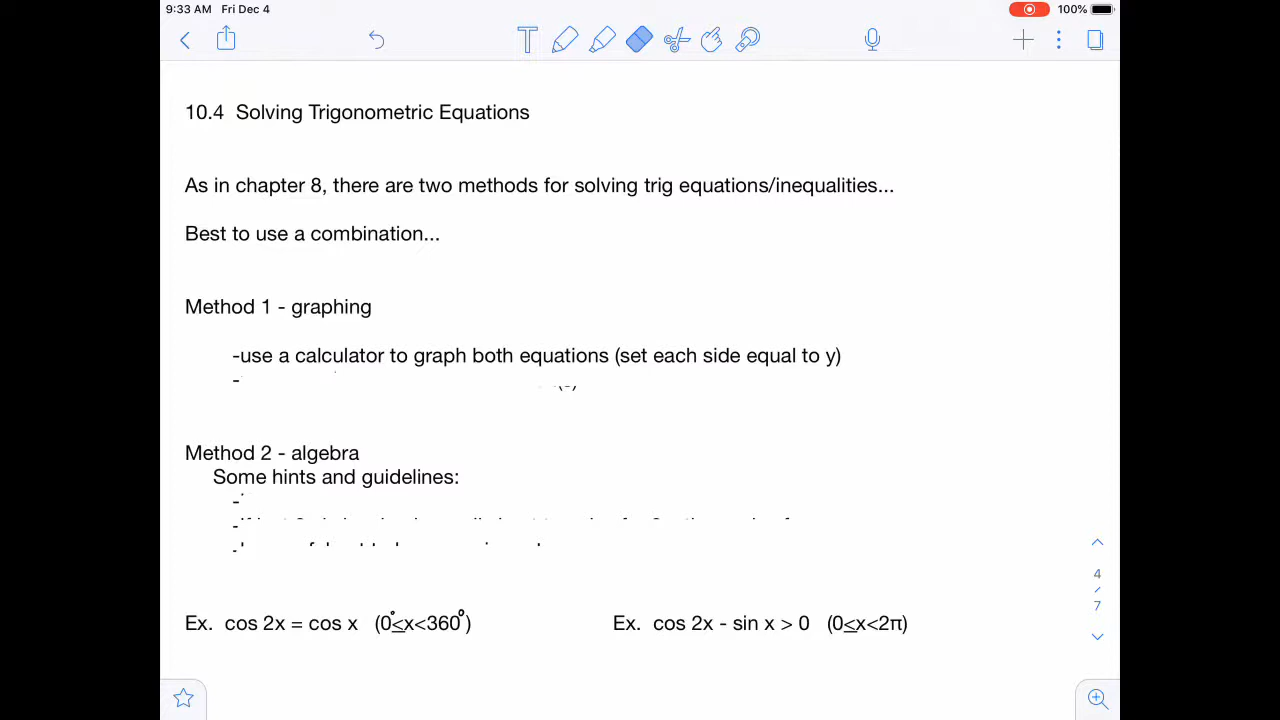 9:33 AM Fri Dec 4
100%
10.4 Solving Trigonometric Equations
As in chapter 8, there are two methods for solving trig equations/inequalities...
Best to use a combination...
Method 1 - graphing
-use a calculator to graph both equations (set each side equal to y)
-
Method 2 - algebra
Some hints and guidelines:
-
-
-
4
7
Ex. cos 2x = cos x (0°≤x<360°)
Ex. cos 2x - sin x > 0 (0≤x<2π)